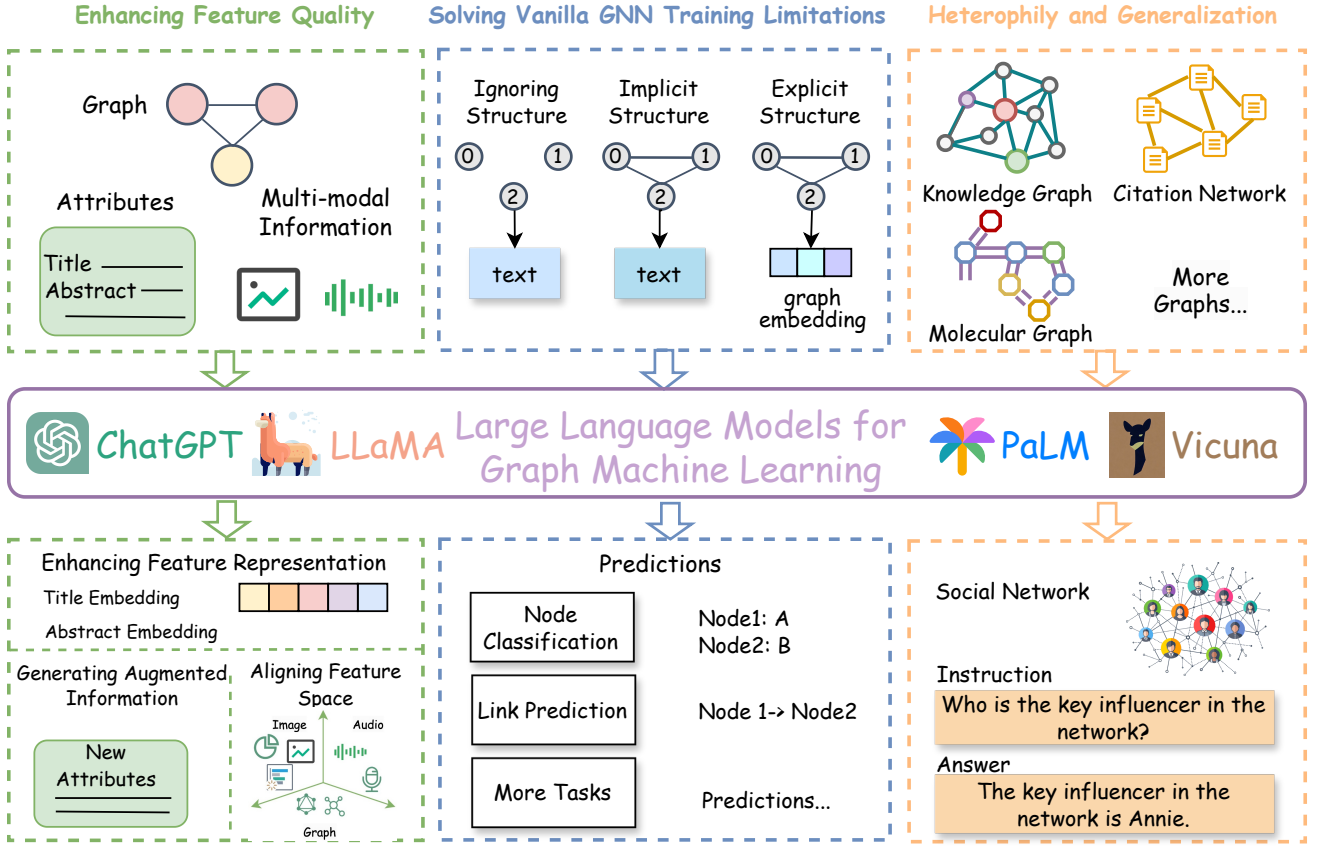 Enhancing Feature Quality
Solving Vanilla GNN Training Limitations
Heterophily and Generalization
Graph
Attributes
Title
Abstract
Multi-modal
Information
Ignoring
Structure
0
1
2
text
Implicit
Structure
0
1
2
text
Explicit
Structure
0
1
2
graph
embedding
Knowledge Graph
Citation Network
Molecular Graph
More
Graphs...
ChatGPT
LLaMA
Large Language Models for
Graph Machine Learning
PaLM
Vicuna
Enhancing Feature Representation
Title Embedding
Abstract Embedding
Generating Augmented
Information
New
Attributes
Aligning Feature
Space
Image
Audio
Graph
Predictions
Node
Classification
Node1: A
Node2: B
Link Prediction
Node 1-> Node2
More Tasks
Predictions...
Social Network
Instruction
Who is the key influencer in the
network?
Answer
The key influencer in the
network is Annie.